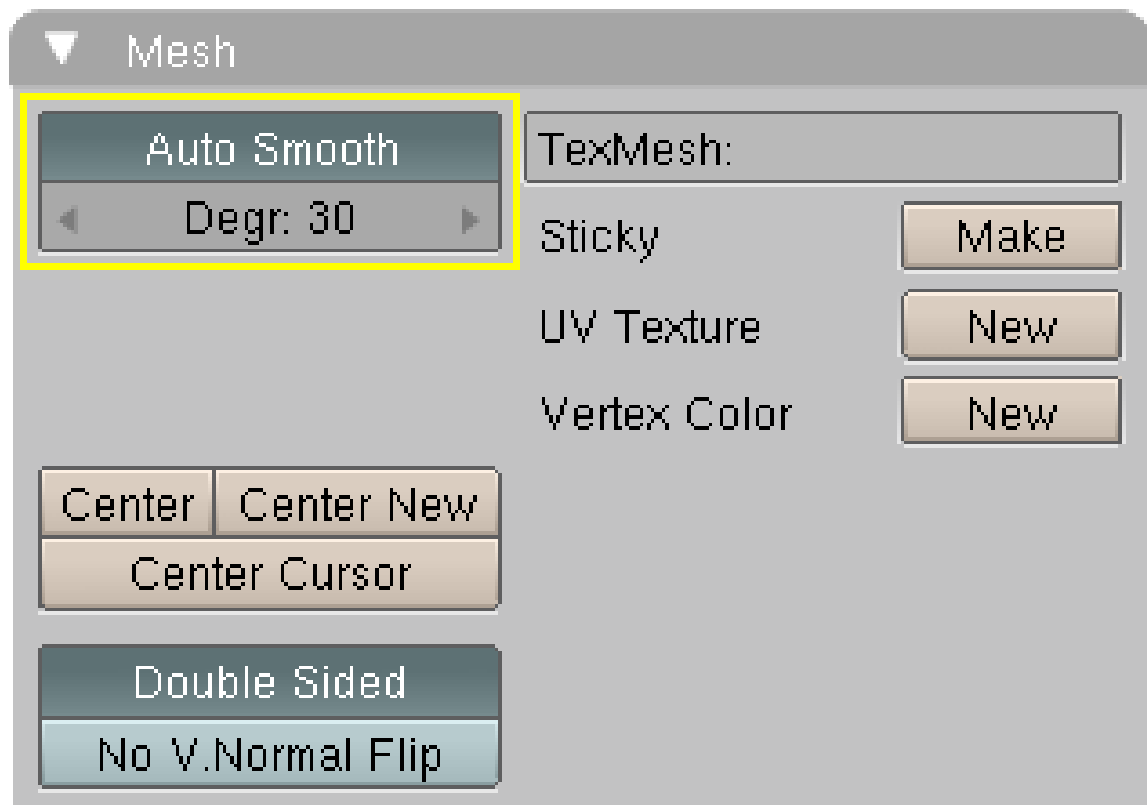 Mesh
Auto Smooth
Degr: 30
TexMesh:
Sticky
Make
UV Texture
New
Vertex Color
New
Center
Center New
Center Cursor
Double Sided
No V.Normal Flip